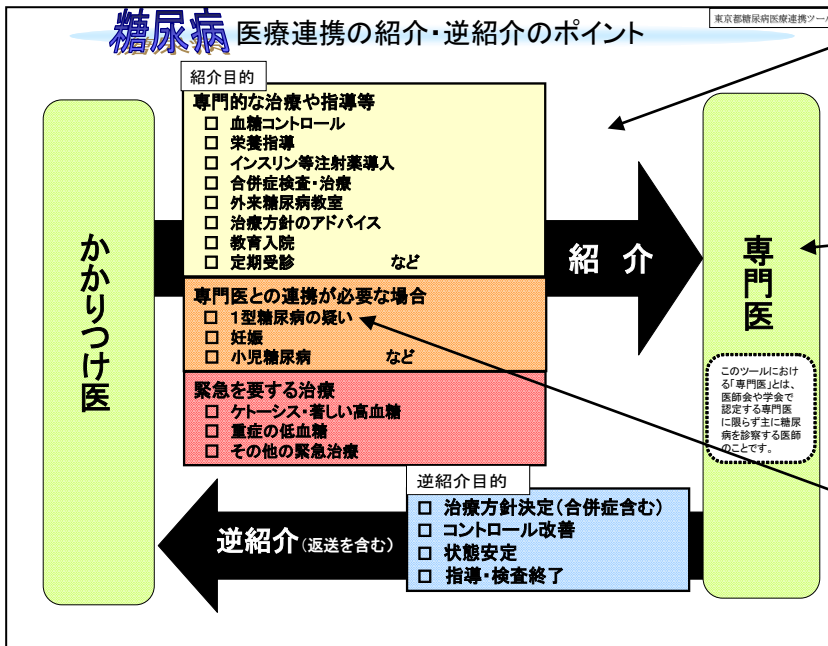 糖尿病 医療連携の紹介・逆紹介のポイント
東京都糖尿病医療連携ツール
紹介目的
専門的な治療や指導等
□ 血糖コントロール
□ 栄養指導
□ インスリン等注射薬導入
□ 合併症検査・治療
□ 外来糖尿病教室
□ 治療方針のアドバイス
□ 教育入院
□ 定期受診 など
専門医との連携が必要な場合
□ 1型糖尿病の疑い
□ 妊娠
□ 小児糖尿病 など
緊急を要する治療
□ ケトーシス・著しい高血糖
□ 重症の低血糖
□ その他の緊急治療
かかりつけ医
紹 介
専門医
このツールにおけ
る「専門医」とは、
医師会や学会で
認定する専門医
に限らず主に糖尿
病を診察する医師
のことです。
逆紹介目的
□ 治療方針決定(合併症含む)
□ コントロール改善
□ 状態安定
□ 指導・検査終了
逆紹介(返送を含む)